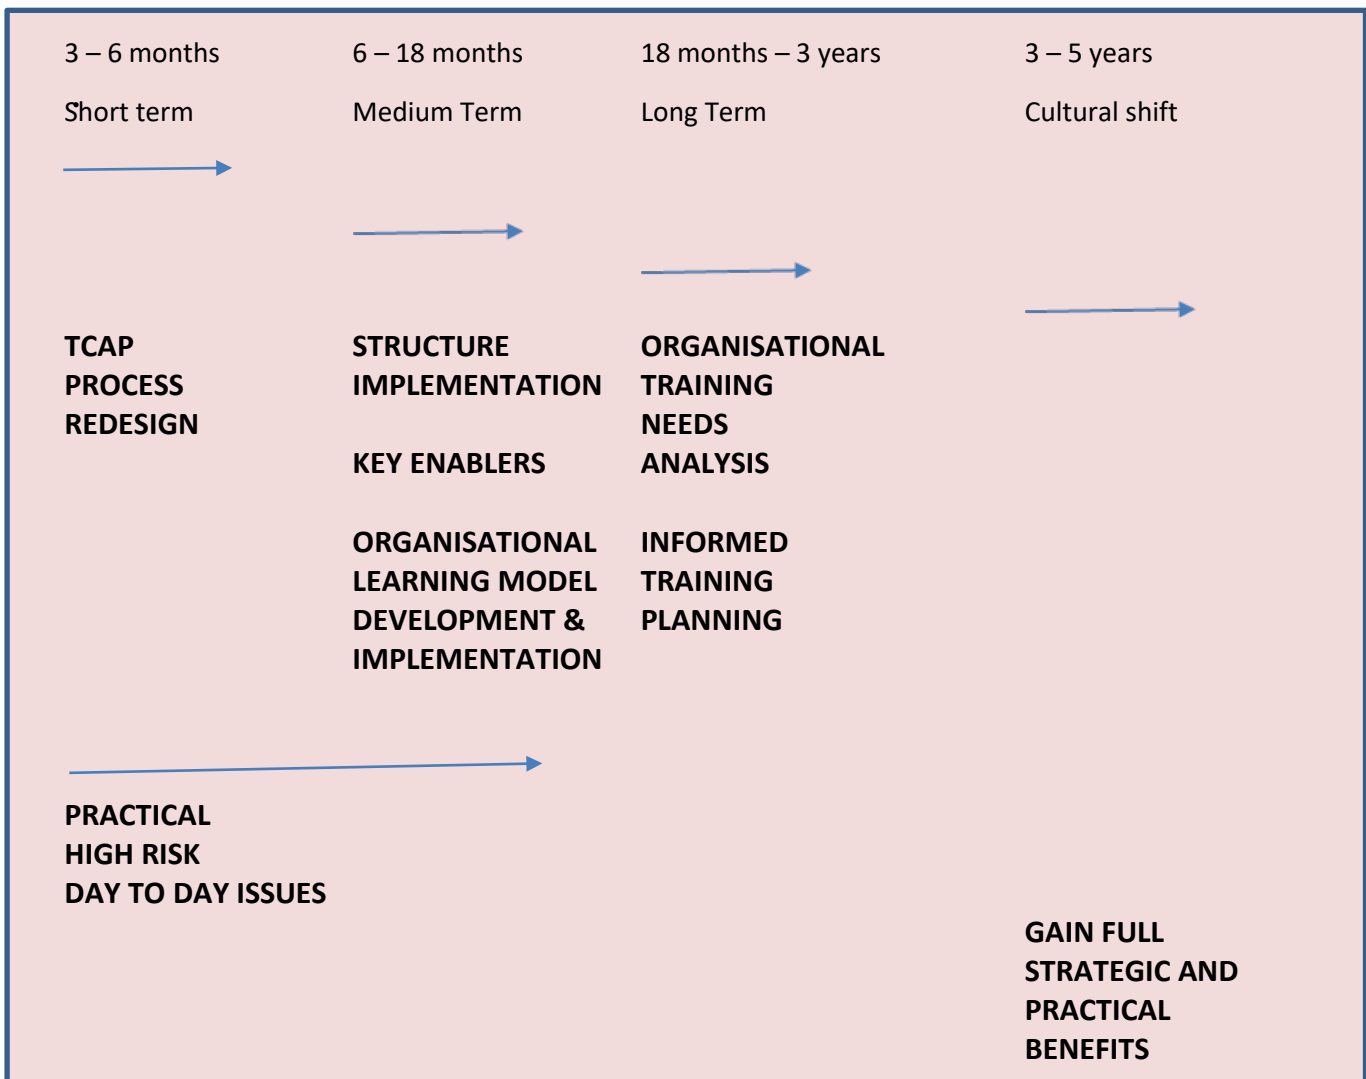 3 – 6 months
6 – 18 months
18 months – 3 years
3 – 5 years
Short term
Medium Term
Long Term
Cultural shift
TCAP
PROCESS
REDESIGN
STRUCTURE
IMPLEMENTATION
KEY ENABLERS
ORGANISATIONAL
LEARNING MODEL
DEVELOPMENT &
IMPLEMENTATION
ORGANISATIONAL
TRAINING
NEEDS
ANALYSIS
INFORMED
TRAINING
PLANNING
PRACTICAL
HIGH RISK
DAY TO DAY ISSUES
GAIN FULL
STRATEGIC AND
PRACTICAL
BENEFITS